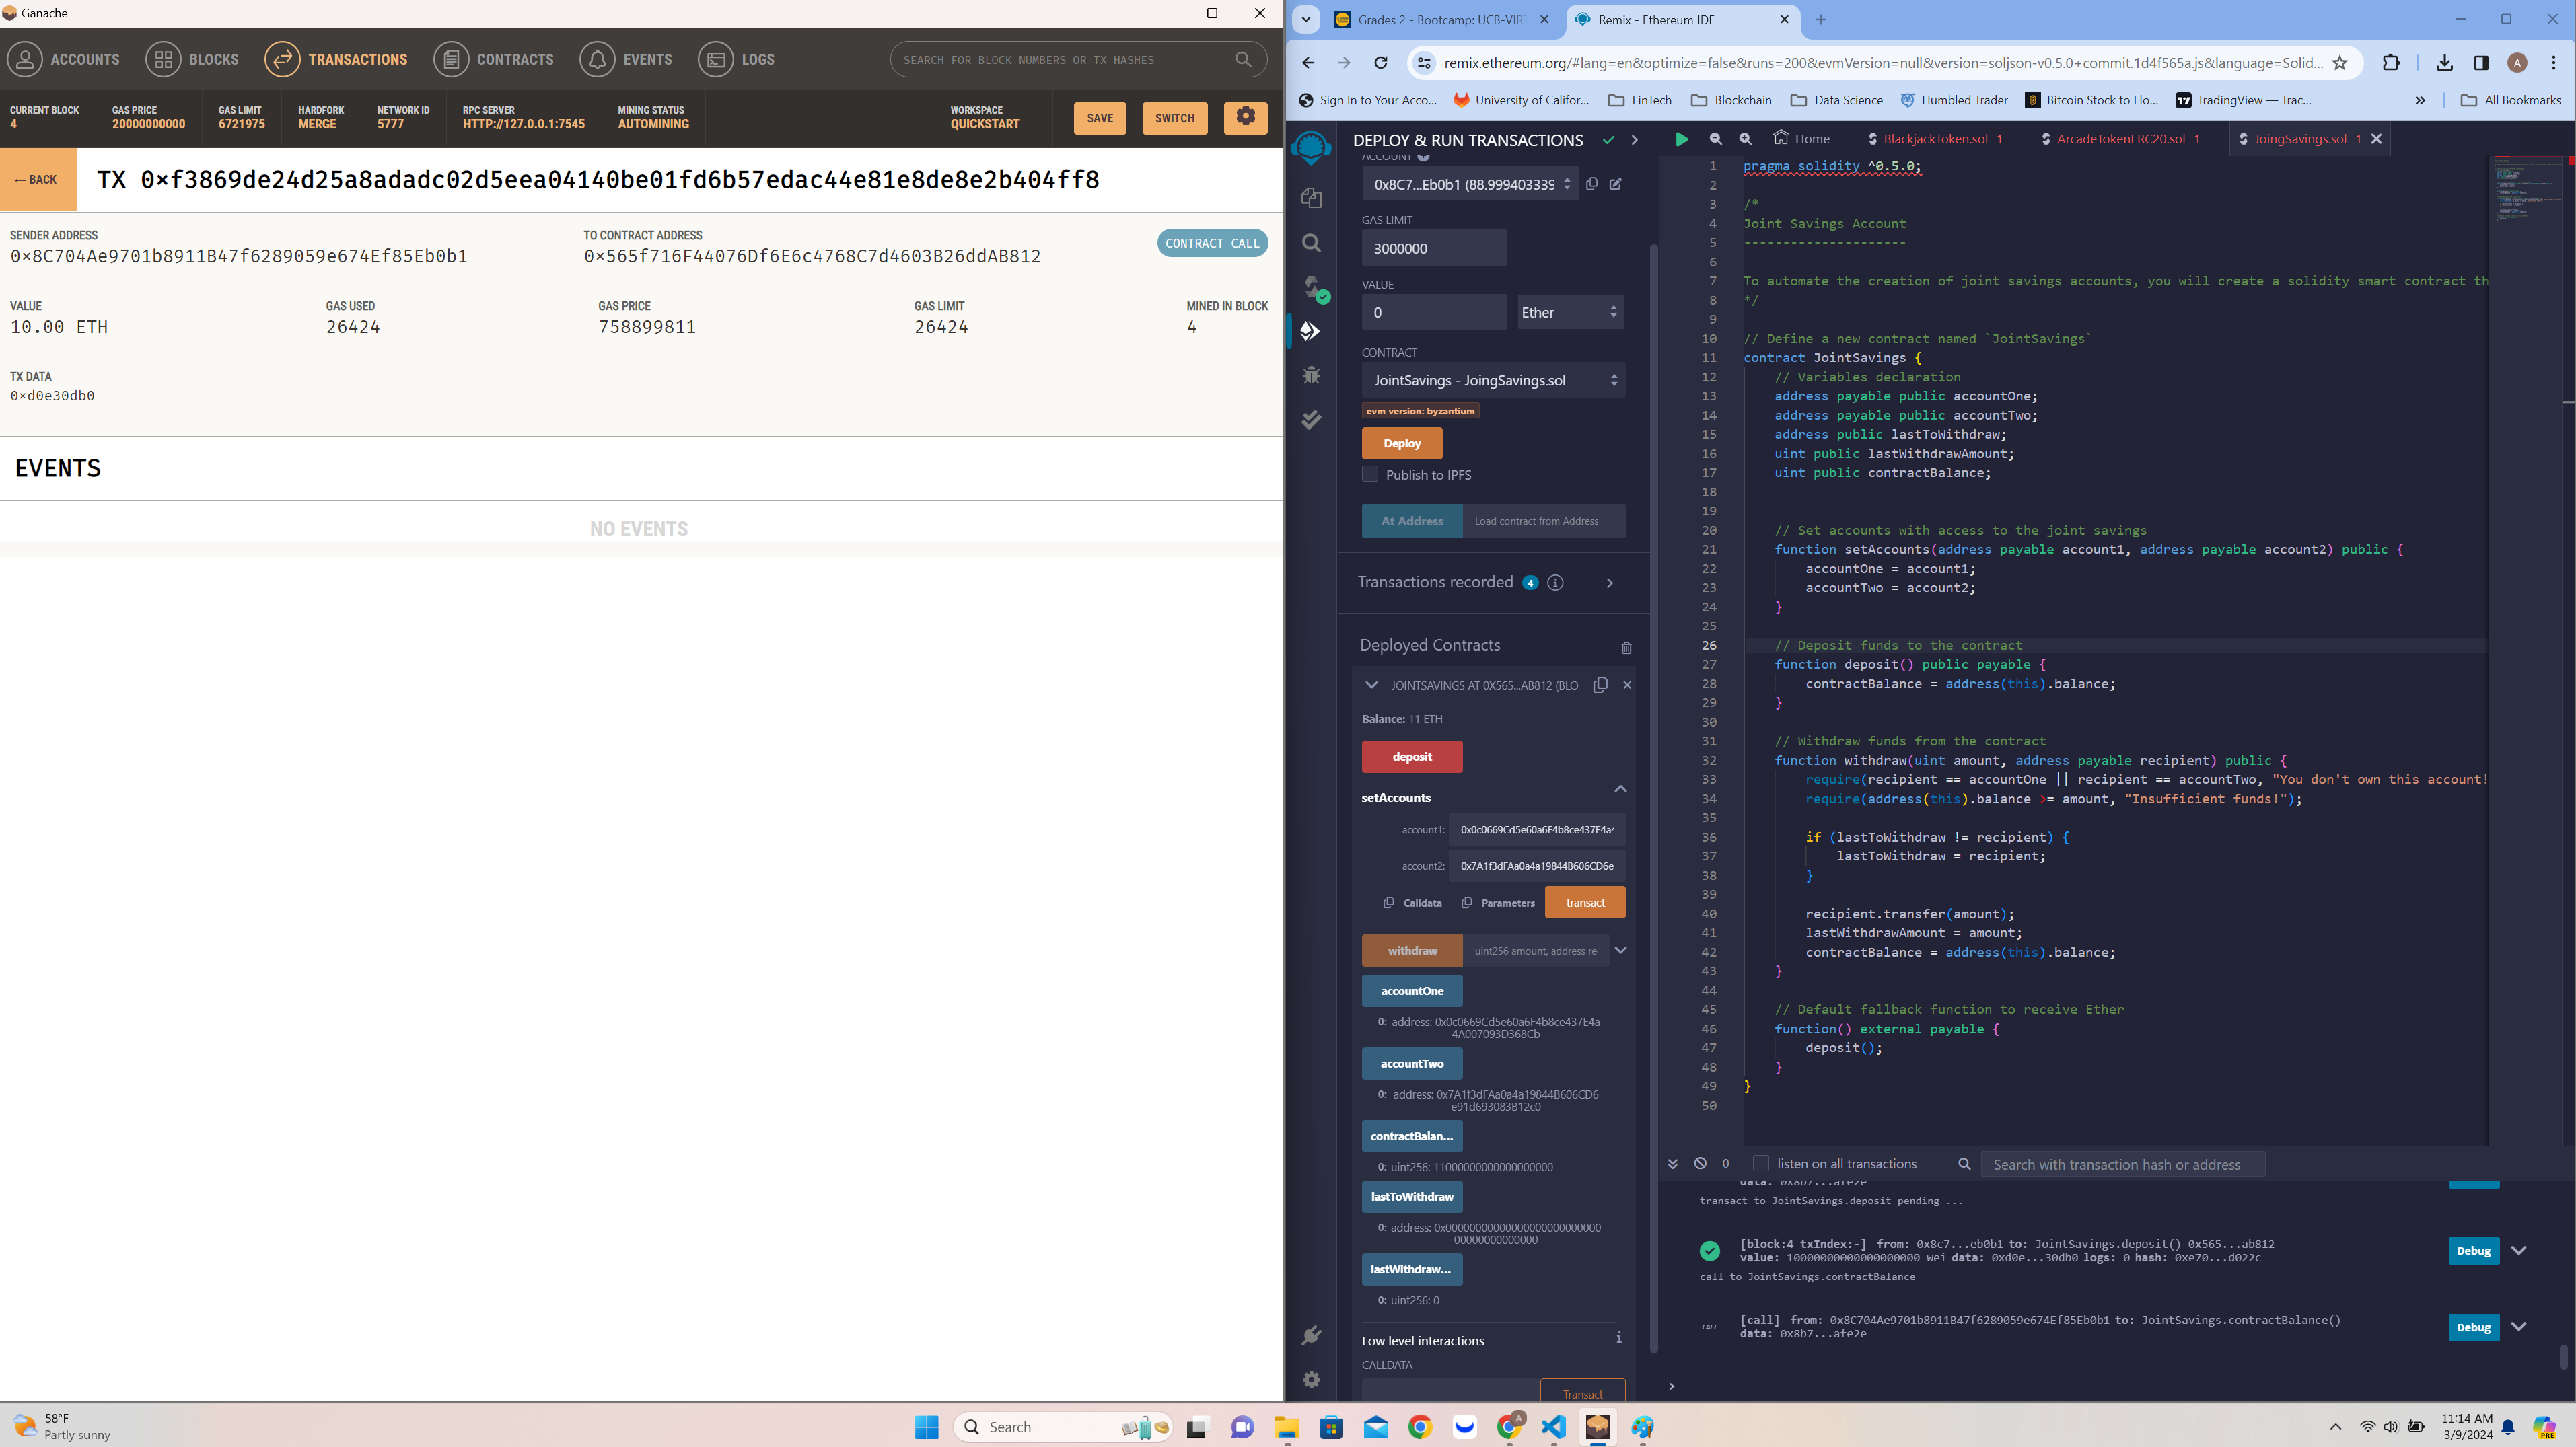 Ganache
ACCOUNTS BLOCKS TRANSACTIONS CONTRACTS EVENTS LOGS SEARCH FOR BLOCK NUMBERS OR TX HASHES
CURRENT BLOCK GAS PRICE GAS LIMIT HARDFORK NETWORK ID RPC SERVER MINING STATUS WORKSPACE
4 20000000000 6721975 MERGE 5777 HTTP://127.0.0.1:7545 AUTOMINING QUICKSTART SAVE SWITCH
← BACK TX 0×f3869de24d25a8adadc02d5eea04140be01fd6b57edac44e81e8de8e2b404ff8
SENDER ADDRESS TO CONTRACT ADDRESS
0×8C704Ae9701b8911B47f6289059e674Ef85Eb0b1 0×565f716F44076Df6E6c4768C7d4603B26ddAB812 CONTRACT CALL
VALUE GAS USED GAS PRICE GAS LIMIT MINED IN BLOCK
10.00 ETH 26424 758899811 26424 4
TX DATA
0×d0e30db0
EVENTS
NO EVENTS
Grades 2 - Bootcamp: UCB-VIR Remix - Ethereum IDE
remix.ethereum.org/#lang=en&optimize=false&runs=200&evmVersion=null&version=soljson-v0.5.0+commit.1d4f565a.js&language=Solid... A
Sign In to Your Acco... University of Califor... FinTech Blockchain Data Science Humbled Trader Bitcoin Stock to Flo... TradingView — Trac... » All Bookmarks
DEPLOY & RUN TRANSACTIONS
ACCOUNT
0x8C7...Eb0b1 (88.999403339
GAS LIMIT
3000000
VALUE
0 Ether
CONTRACT
JointSavings - JoingSavings.sol
evm version: byzantium
Deploy
Publish to IPFS
At Address Load contract from Address
Transactions recorded 4 i
Deployed Contracts
JOINTSAVINGS AT 0X565...AB812 (BLO
Balance: 11 ETH
deposit
setAccounts
account1: 0x0c0669Cd5e60a6F4b8ce437E4a
account2: 0x7A1f3dFAa0a4a19844B606CD6e
Calldata Parameters transact
withdraw uint256 amount, address re
accountOne
0: address: 0x0c0669Cd5e60a6F4b8ce437E4a
4A007093D368Cb
accountTwo
0: address: 0x7A1f3dFAa0a4a19844B606CD6
e91d693083B12c0
contractBalan...
0: uint256: 11000000000000000000
lastToWithdraw
0: address: 0x00000000000000000000000000
00000000000000
lastWithdraw...
0: uint256: 0
Low level interactions i
CALLDATA
Transact
Home BlackjackToken.sol 1 ArcadeTokenERC20.sol 1 JoingSavings.sol 1
1 pragma solidity ^0.5.0;
2
3 /*
4 Joint Savings Account
5 ---------------------
6
7 To automate the creation of joint savings accounts, you will create a solidity smart contract th
8 */
9
10 // Define a new contract named `JointSavings`
11 contract JointSavings {
12 // Variables declaration
13 address payable public accountOne;
14 address payable public accountTwo;
15 address public lastToWithdraw;
16 uint public lastWithdrawAmount;
17 uint public contractBalance;
18
19
20 // Set accounts with access to the joint savings
21 function setAccounts(address payable account1, address payable account2) public {
22 accountOne = account1;
23 accountTwo = account2;
24 }
25
26 // Deposit funds to the contract
27 function deposit() public payable {
28 contractBalance = address(this).balance;
29 }
30
31 // Withdraw funds from the contract
32 function withdraw(uint amount, address payable recipient) public {
33 require(recipient == accountOne || recipient == accountTwo, "You don't own this account!
34 require(address(this).balance >= amount, "Insufficient funds!");
35
36 if (lastToWithdraw != recipient) {
37 lastToWithdraw = recipient;
38 }
39
40 recipient.transfer(amount);
41 lastWithdrawAmount = amount;
42 contractBalance = address(this).balance;
43 }
44
45 // Default fallback function to receive Ether
46 function() external payable {
47 deposit();
48 }
49 }
50
0 listen on all transactions Search with transaction hash or address
data: 0x8b7...afe2e
transact to JointSavings.deposit pending ...
[block:4 txIndex:-] from: 0x8c7...eb0b1 to: JointSavings.deposit() 0x565...ab812
value: 10000000000000000000 wei data: 0xd0e...30db0 logs: 0 hash: 0xe70...d022c Debug
call to JointSavings.contractBalance
CALL [call] from: 0x8C704Ae9701b8911B47f6289059e674Ef85Eb0b1 to: JointSavings.contractBalance()
data: 0x8b7...afe2e Debug
>
58°F
Partly sunny
Search
11:14 AM
3/9/2024
PRE